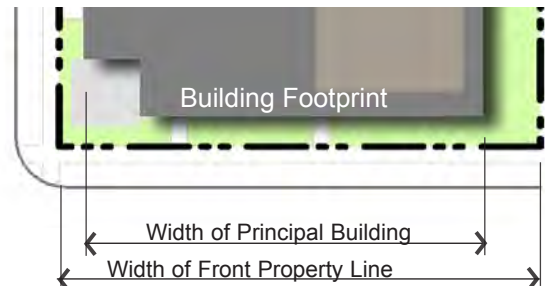 Building Footprint
Width of Principal Building
Width of Front Property Line